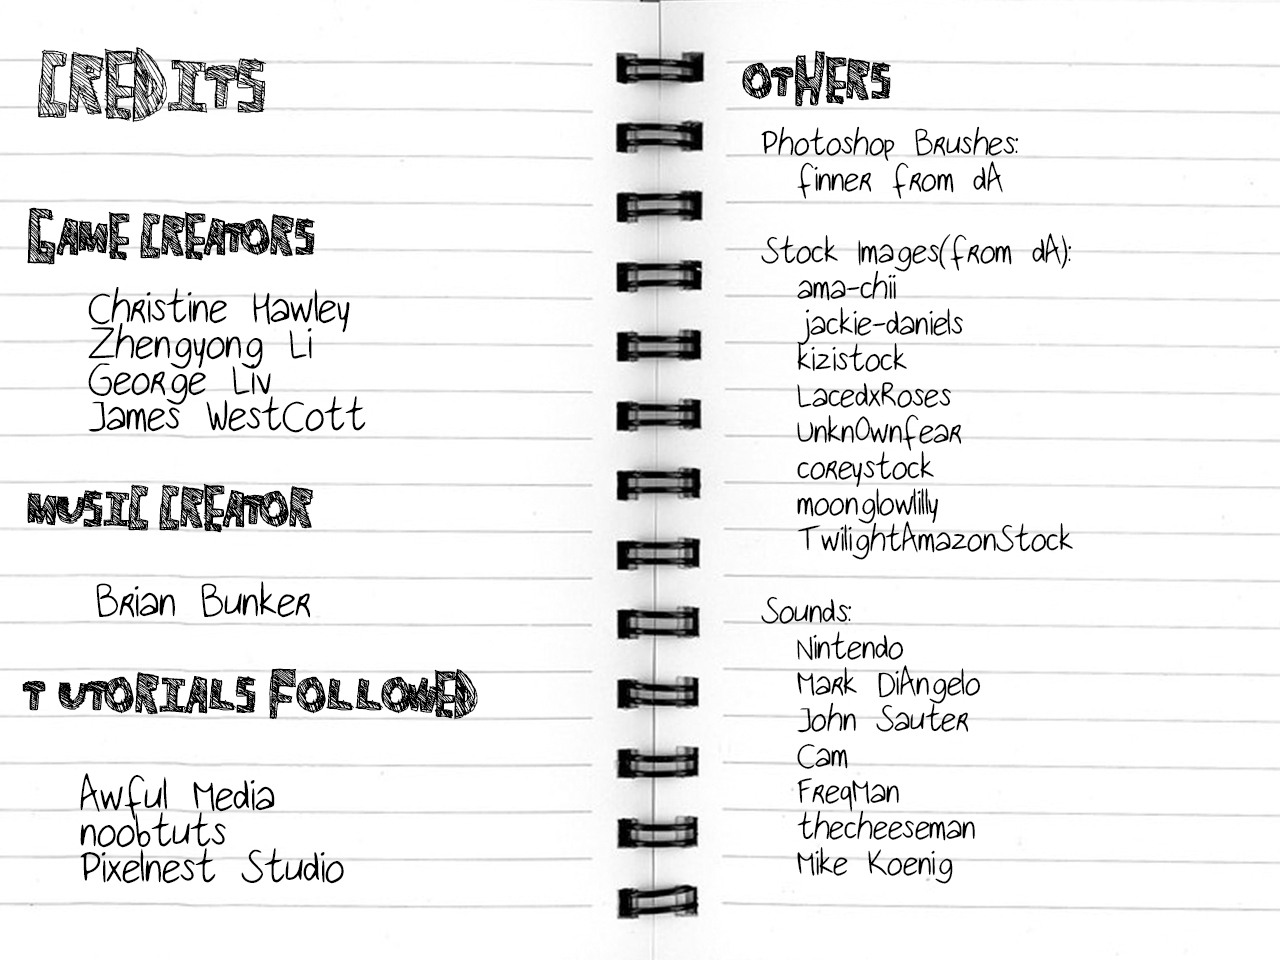 CREDITS
GAME CREATORS
Christine Hawley
Zhengyong Li
George Liv
James WestCott
MUSIC CREATOR
Brian Bunker
TUTORIALS FOLLOWED
Awful Media
noobtuts
Pixelnest Studio
OTHERS
Photoshop Brushes:
finner from dA
Stock Images(from dA):
ama-chii
jackie-daniels
kizistock
LacedxRoses
Unkn0wnfear
coreystock
moonglowlilly
TwilightAmazonStock
Sounds:
Nintendo
Mark DiAngelo
John Sauter
Cam
FreqMan
thecheeseman
Mike Koenig